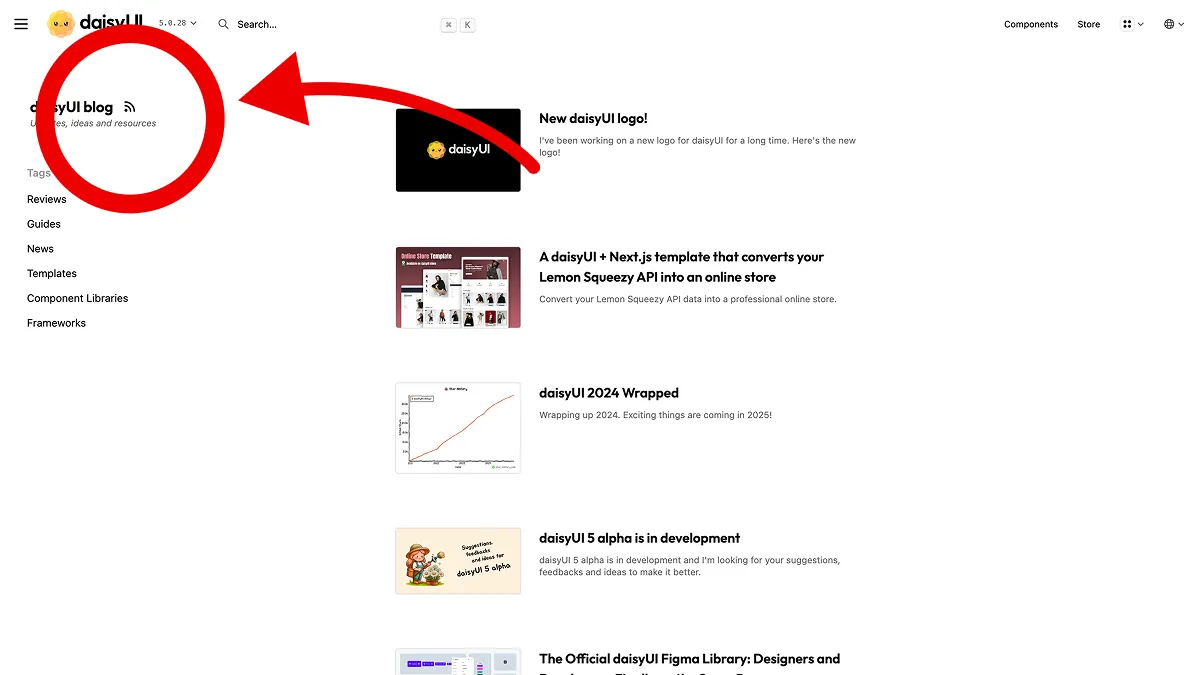 daisyUI 5.0.28 Search... ⌘ K Components Store
daisyUI blog
Updates, ideas and resources
Tags
Reviews
Guides
News
Templates
Component Libraries
Frameworks
daisyUI
New daisyUI logo!
I've been working on a new logo for daisyUI for a long time. Here's the new
logo!
Online Store Template
A daisyUI + Next.js template that converts your
Lemon Squeezy API into an online store
Convert your Lemon Squeezy API data into a professional online store.
Star History
daisyUI 2024 Wrapped
Wrapping up 2024. Exciting things are coming in 2025!
Suggestions,
feedbacks
and ideas for
daisyUI 5 alpha
daisyUI 5 alpha is in development
daisyUI 5 alpha is in development and I'm looking for your suggestions,
feedbacks and ideas to make it better.
The Official daisyUI Figma Library: Designers and